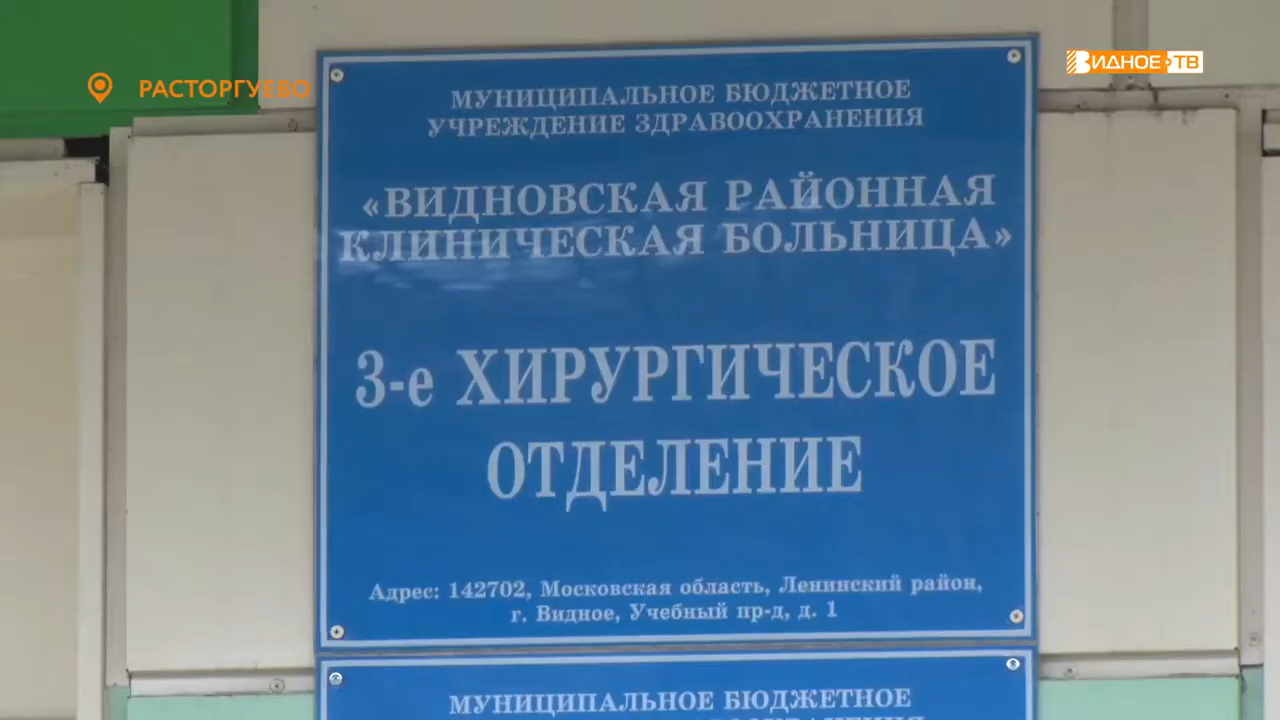 РАСТОРГУЕВО
ВИДНОЕ ТВ
МУНИЦИПАЛЬНОЕ БЮДЖЕТНОЕ
УЧРЕЖДЕНИЕ ЗДРАВООХРАНЕНИЯ
«ВИДНОВСКАЯ РАЙОННАЯ
КЛИНИЧЕСКАЯ БОЛЬНИЦА»
3-е ХИРУРГИЧЕСКОЕ
ОТДЕЛЕНИЕ
Адрес: 142702, Московская область, Ленинский район,
г. Видное, Учебный пр-д, д. 1
МУНИЦИПАЛЬНОЕ БЮДЖЕТНОЕ